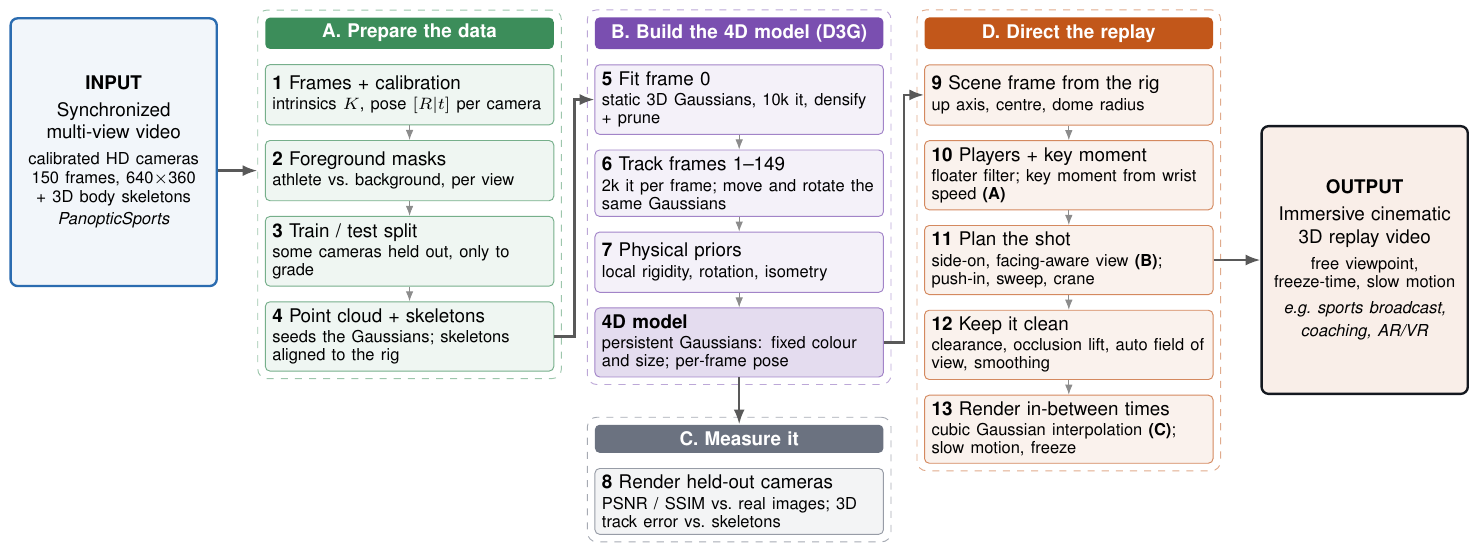 INPUT
Synchronized
multi-view video
calibrated HD cameras
150 frames, 640×360
+ 3D body skeletons
PanopticSports
A. Prepare the data
1 Frames + calibration
intrinsics K, pose [R|t] per camera
2 Foreground masks
athlete vs. background, per view
3 Train / test split
some cameras held out, only to
grade
4 Point cloud + skeletons
seeds the Gaussians; skeletons
aligned to the rig
B. Build the 4D model (D3G)
5 Fit frame 0
static 3D Gaussians, 10k it, densify
+ prune
6 Track frames 1–149
2k it per frame; move and rotate the
same Gaussians
7 Physical priors
local rigidity, rotation, isometry
4D model
persistent Gaussians: fixed colour
and size; per-frame pose
C. Measure it
8 Render held-out cameras
PSNR / SSIM vs. real images; 3D
track error vs. skeletons
D. Direct the replay
9 Scene frame from the rig
up axis, centre, dome radius
10 Players + key moment
floater filter; key moment from wrist
speed (A)
11 Plan the shot
side-on, facing-aware view (B);
push-in, sweep, crane
12 Keep it clean
clearance, occlusion lift, auto field of
view, smoothing
13 Render in-between times
cubic Gaussian interpolation (C);
slow motion, freeze
OUTPUT
Immersive cinematic
3D replay video
free viewpoint,
freeze-time, slow motion
e.g. sports broadcast,
coaching, AR/VR